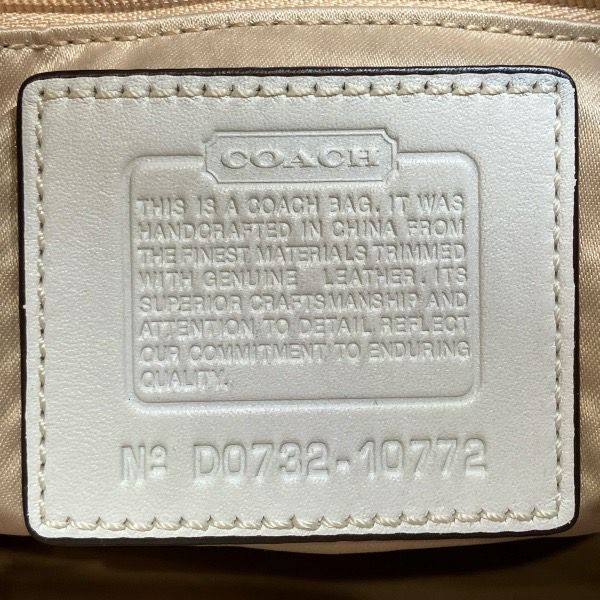 COACH
THIS IS A COACH BAG. IT WAS
HANDCRAFTED IN CHINA FROM
THE FINEST MATERIALS TRIMMED
WITH GENUINE LEATHER. ITS
SUPERIOR CRAFTSMANSHIP AND
ATTENTION TO DETAIL REFLECT
OUR COMMITMENT TO ENDURING
QUALITY.
Nº D0732-10772